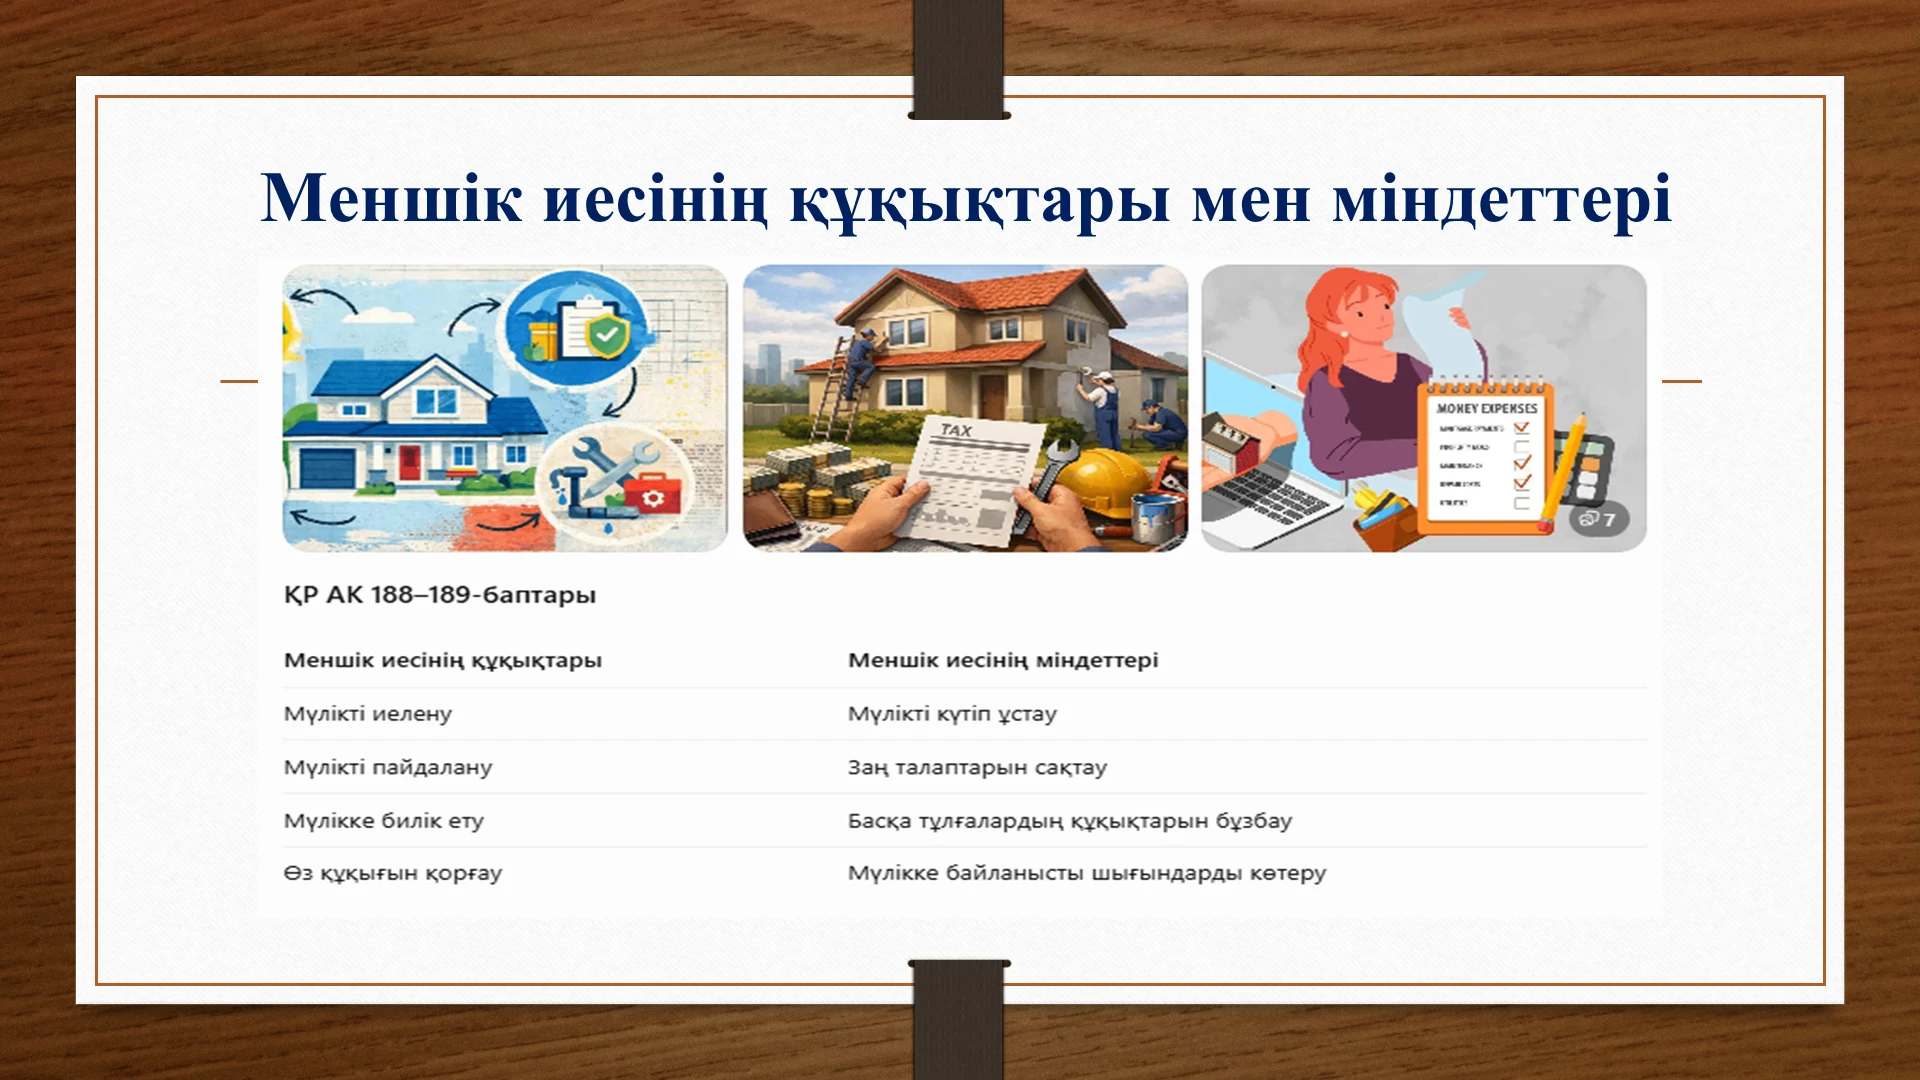 Меншік иесінің құқықтары мен міндеттері
TAX
MONEY EXPENSES
7
ҚР АК 188–189-баптары
Меншік иесінің құқықтары Меншік иесінің міндеттері
Мүлікті иелену Мүлікті күтіп ұстау
Мүлікті пайдалану Заң талаптарын сақтау
Мүлікке билік ету Басқа тұлғалардың құқықтарын бұзбау
Өз құқығын қорғау Мүлікке байланысты шығындарды көтеру